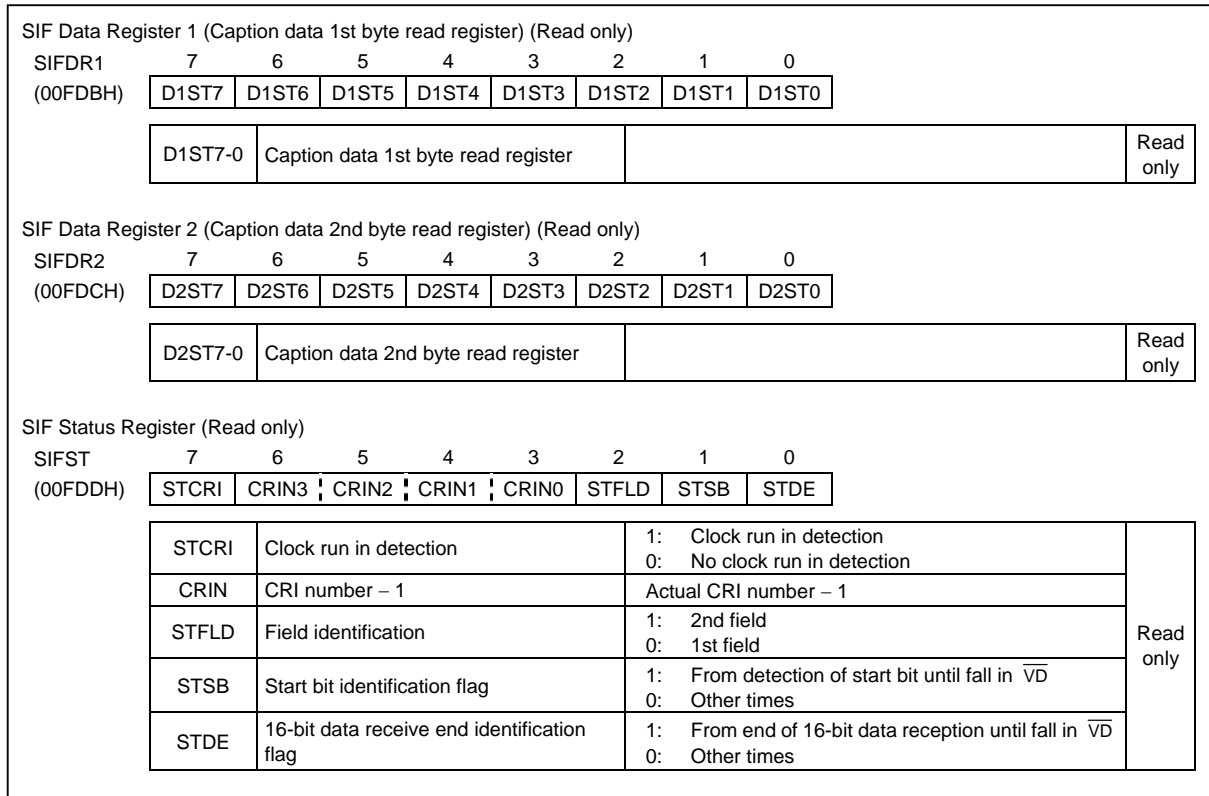 SIF Data Register 1 (Caption data 1st byte read register) (Read only)
SIFDR1 7 6 5 4 3 2 1 0
(00FDBH) D1ST7 D1ST6 D1ST5 D1ST4 D1ST3 D1ST2 D1ST1 D1ST0
D1ST7-0 Caption data 1st byte read register Read only
SIF Data Register 2 (Caption data 2nd byte read register) (Read only)
SIFDR2 7 6 5 4 3 2 1 0
(00FDCH) D2ST7 D2ST6 D2ST5 D2ST4 D2ST3 D2ST2 D2ST1 D2ST0
D2ST7-0 Caption data 2nd byte read register Read only
SIF Status Register (Read only)
SIFST 7 6 5 4 3 2 1 0
(00FDDH) STCRI CRIN3 CRIN2 CRIN1 CRIN0 STFLD STSB STDE
STCRI Clock run in detection 1: Clock run in detection
0: No clock run in detection
CRIN CRI number − 1 Actual CRI number − 1
STFLD Field identification 1: 2nd field
0: 1st field
Read only
STSB Start bit identification flag 1: From detection of start bit until fall in V̅D̅
0: Other times
STDE 16-bit data receive end identification flag 1: From end of 16-bit data reception until fall in V̅D̅
0: Other times